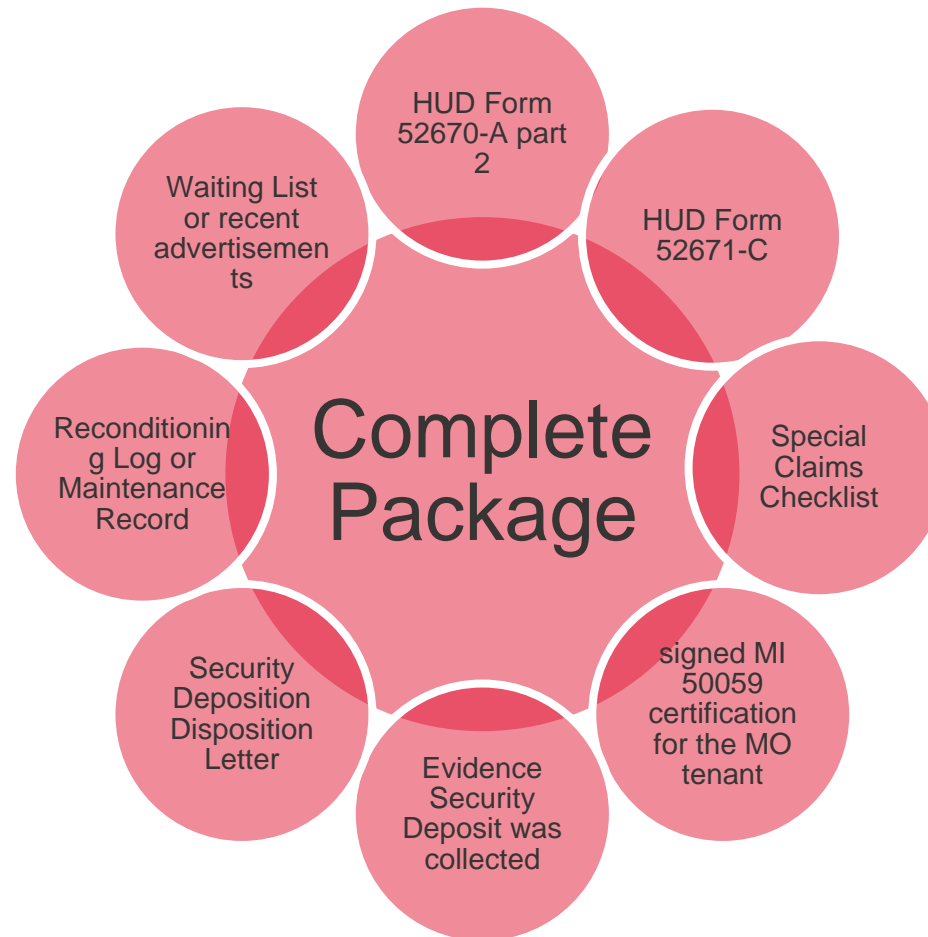 HUD Form
52670-A part
2
HUD Form
52671-C
Special
Claims
Checklist
signed MI
50059
certification
for the MO
tenant
Evidence
Security
Deposit was
collected
Security
Deposition
Disposition
Letter
Reconditionin
g Log or
Maintenance
Record
Waiting List
or recent
advertisemen
ts
Complete
Package